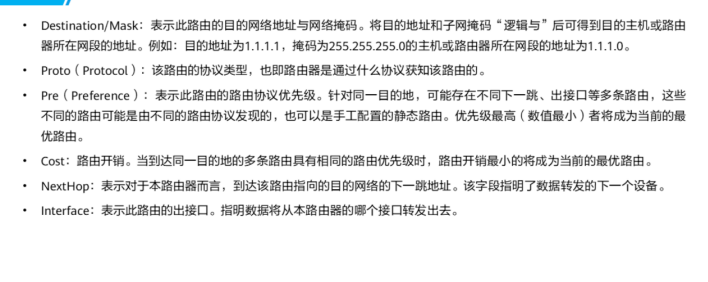 • Destination/Mask：表示此路由的目的网络地址与网络掩码。将目的地址和子网掩码“逻辑与”后可得到目的主机或路由
器所在网段的地址。例如：目的地址为1.1.1.1，掩码为255.255.255.0的主机或路由器所在网段的地址为1.1.1.0。
• Proto（Protocol）：该路由的协议类型，也即路由器是通过什么协议获知该路由的。
• Pre（Preference）：表示此路由的路由协议优先级。针对同一目的地，可能存在不同下一跳、出接口等多条路由，这些
不同的路由可能是由不同的路由协议发现的，也可以是手工配置的静态路由。优先级最高（数值最小）者将成为当前的最
优路由。
• Cost：路由开销。当到达同一目的地的多条路由具有相同的路由优先级时，路由开销最小的将成为当前的最优路由。
• NextHop：表示对于本路由器而言，到达该路由指向的目的网络的下一跳地址。该字段指明了数据转发的下一个设备。
• Interface：表示此路由的出接口。指明数据将从本路由器的哪个接口转发出去。